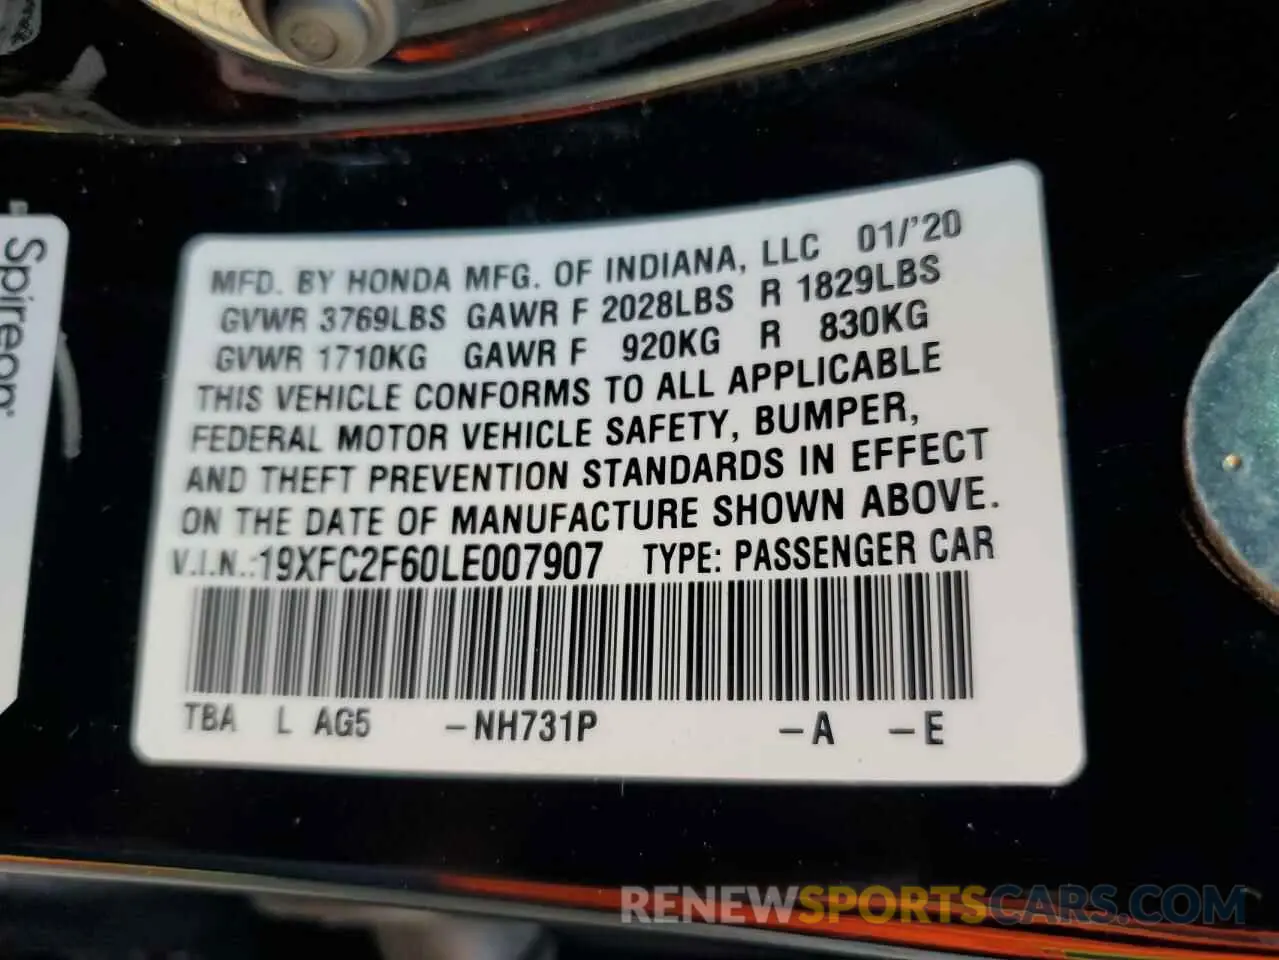 MFD. BY HONDA MFG. OF INDIANA, LLC 01/'20
GVWR 3769LBS GAWR F 2028LBS R 1829LBS
GVWR 1710KG GAWR F 920KG R 830KG
THIS VEHICLE CONFORMS TO ALL APPLICABLE
FEDERAL MOTOR VEHICLE SAFETY, BUMPER,
AND THEFT PREVENTION STANDARDS IN EFFECT
ON THE DATE OF MANUFACTURE SHOWN ABOVE.
V.I.N.:19XFC2F60LE007907 TYPE: PASSENGER CAR
TBA L AG5 -NH731P -A -E
Spireon
RENEWSPORTSCARS.COM